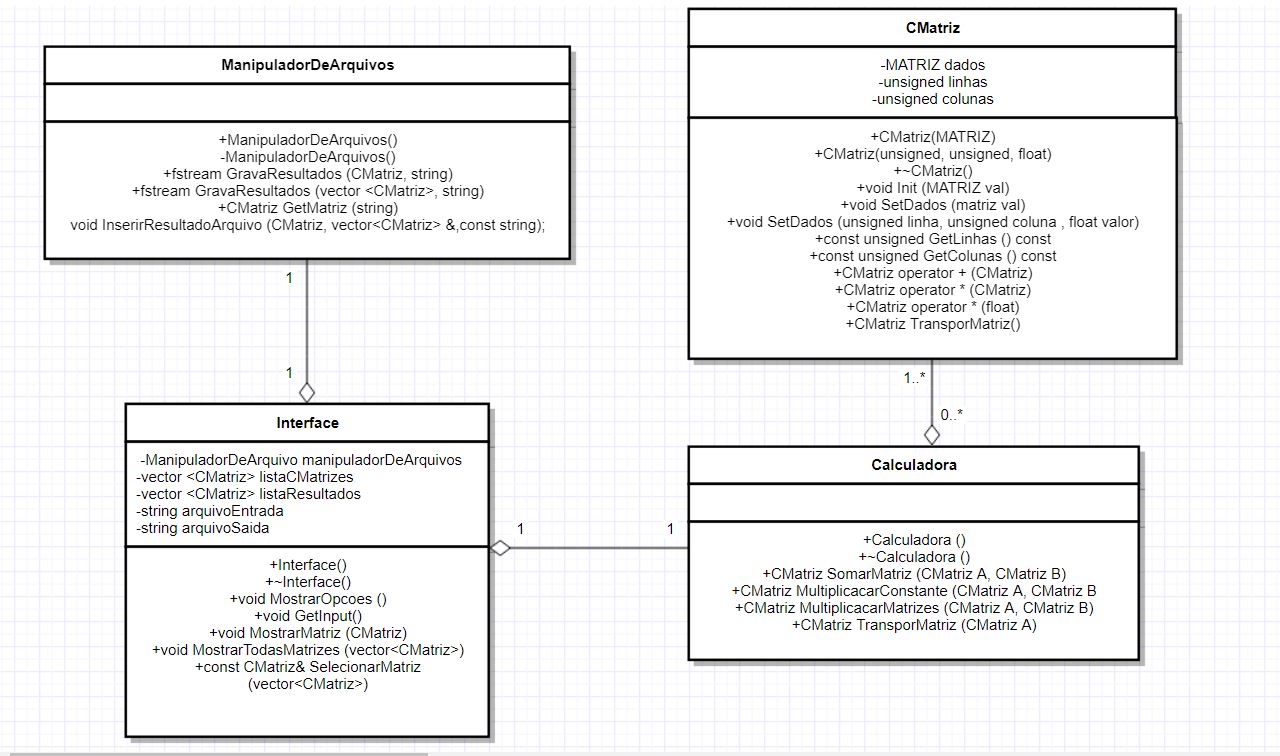 ManipuladorDeArquivos
+ManipuladorDeArquivos()
-ManipuladorDeArquivos()
+fstream GravaResultados (CMatriz, string)
+fstream GravaResultados (vector <CMatriz>, string)
+CMatriz GetMatriz (string)
void InserirResultadoArquivo (CMatriz, vector<CMatriz> &,const string);
1
1
CMatriz
-MATRIZ dados
-unsigned linhas
-unsigned colunas
+CMatriz(MATRIZ)
+CMatriz(unsigned, unsigned, float)
+~CMatriz()
+void Init (MATRIZ val)
+void SetDados (matriz val)
+void SetDados (unsigned linha, unsigned coluna , float valor)
+const unsigned GetLinhas () const
+const unsigned GetColunas () const
+CMatriz operator + (CMatriz)
+CMatriz operator * (CMatriz)
+CMatriz operator * (float)
+CMatriz TransporMatriz()
1..*
0..*
Interface
-ManipuladorDeArquivo manipuladorDeArquivos
-vector <CMatriz> listaCMatrizes
-vector <CMatriz> listaResultados
-string arquivoEntrada
-string arquivoSaida
+Interface()
+~Interface()
+void MostrarOpcoes ()
+void GetInput()
+void MostrarMatriz (CMatriz)
+void MostrarTodasMatrizes (vector<CMatriz>)
+const CMatriz& SelecionarMatriz
(vector<CMatriz>)
1
1
Calculadora
+Calculadora ()
+~Calculadora ()
+CMatriz SomarMatriz (CMatriz A, CMatriz B)
+CMatriz MultiplicacarConstante (CMatriz A, CMatriz B
+CMatriz MultiplicacarMatrizes (CMatriz A, CMatriz B)
+CMatriz TransporMatriz (CMatriz A)